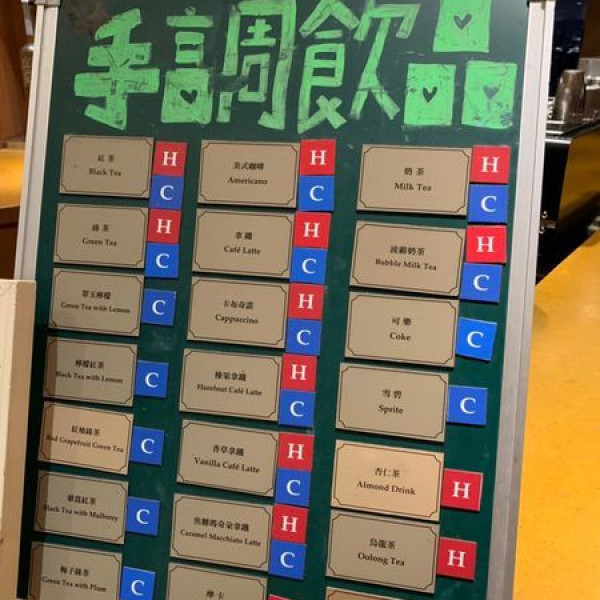 手調飲品
紅茶
Black Tea
H
C
美式咖啡
Americano
H
C
奶茶
Milk Tea
H
C
綠茶
Green Tea
H
C
拿鐵
Café Latte
H
C
波霸奶茶
Bubble Milk Tea
H
C
翠玉檸檬
Green Tea with Lemon
C
卡布奇諾
Cappuccino
H
C
可樂
Coke
C
檸檬紅茶
Black Tea with Lemon
C
榛果拿鐵
Hazelnut Café Latte
H
C
雪碧
Sprite
C
紅柚綠茶
Red Grapefruit Green Tea
C
香草拿鐵
Vanilla Café Latte
H
C
杏仁茶
Almond Drink
H
桑葚紅茶
Black Tea with Mulberry
C
焦糖瑪奇朵拿鐵
Caramel Macchiato Latte
H
C
烏龍茶
Oolong Tea
H
梅子綠茶
Green Tea with Plum
C
摩卡